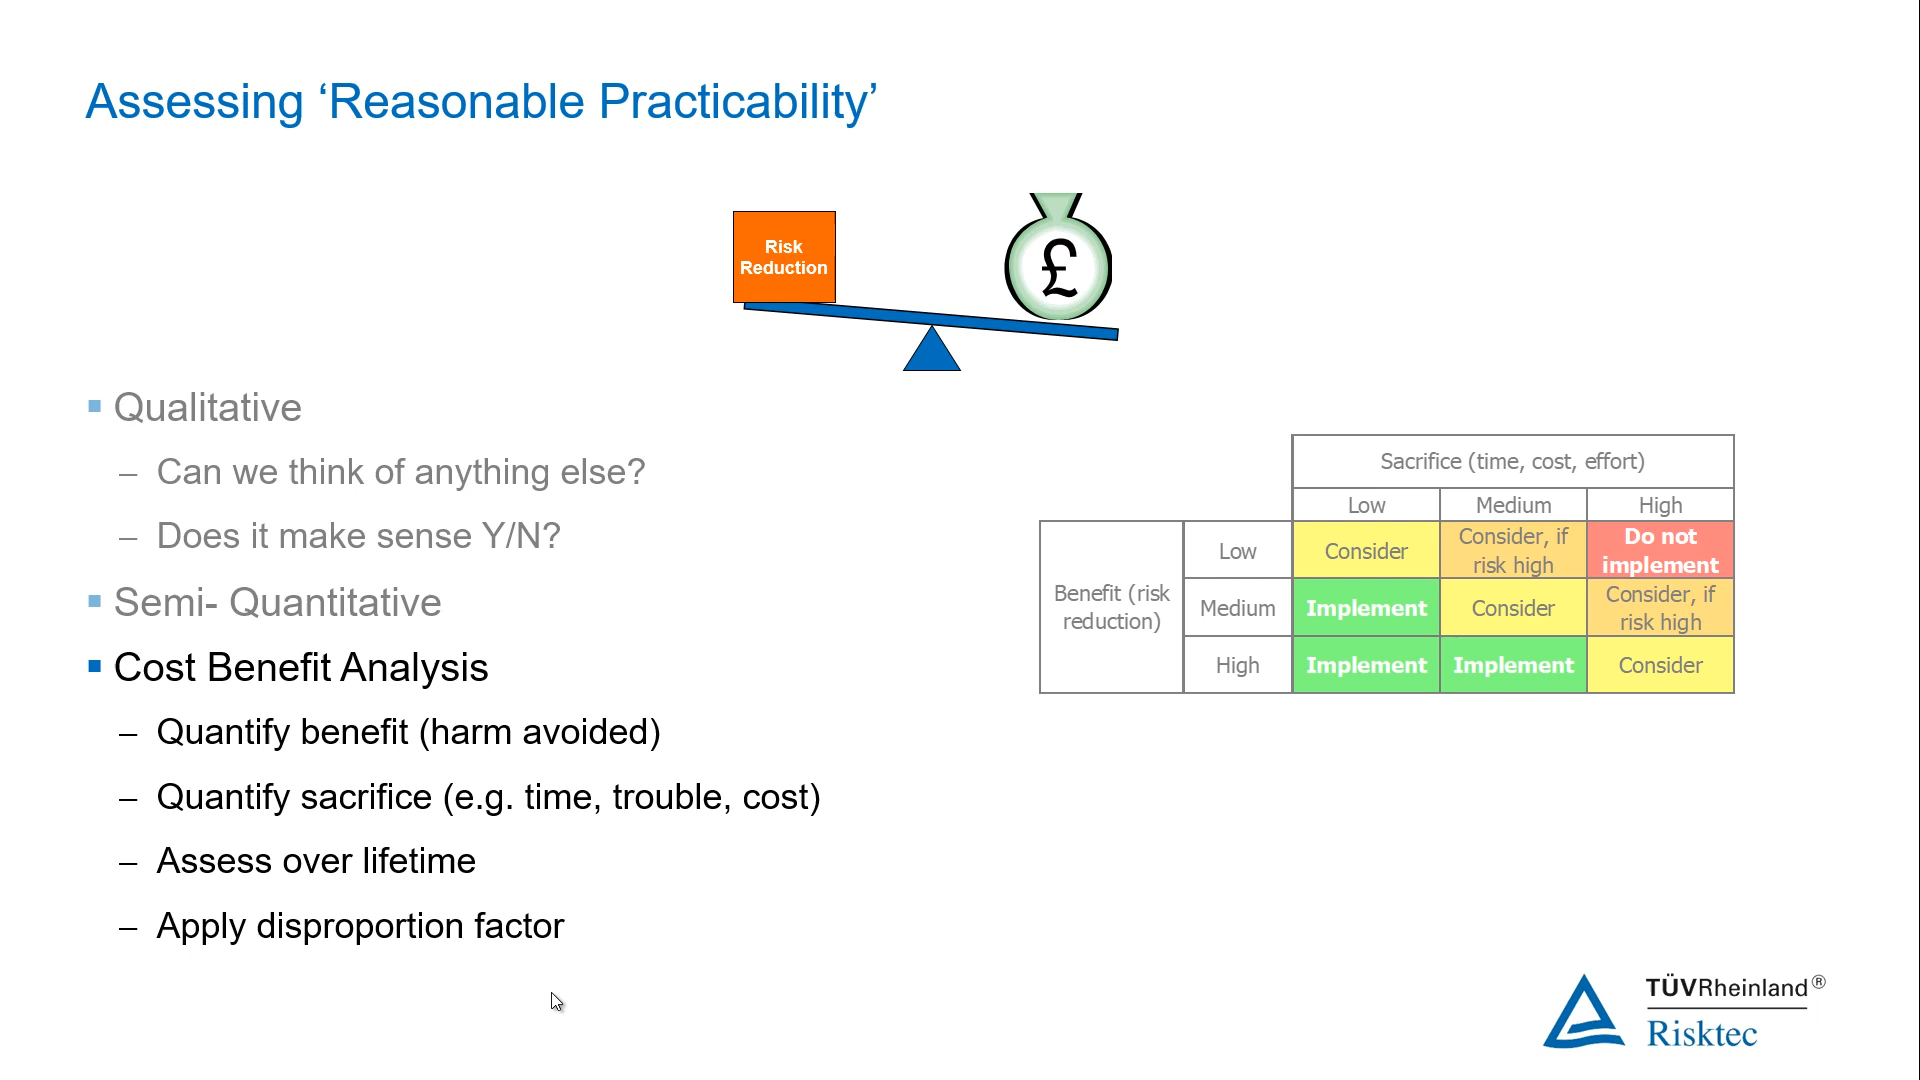 Assessing ‘Reasonable Practicability’
Risk
Reduction
£
▪ Qualitative
– Can we think of anything else?
– Does it make sense Y/N?
▪ Semi- Quantitative
▪ Cost Benefit Analysis
– Quantify benefit (harm avoided)
– Quantify sacrifice (e.g. time, trouble, cost)
– Assess over lifetime
– Apply disproportion factor
Sacrifice (time, cost, effort)
Low Medium High
Benefit (risk
reduction)
Low Consider Consider, if
risk high Do not
implement
Medium Implement Consider Consider, if
risk high
High Implement Implement Consider
TÜVRheinland®
Risktec